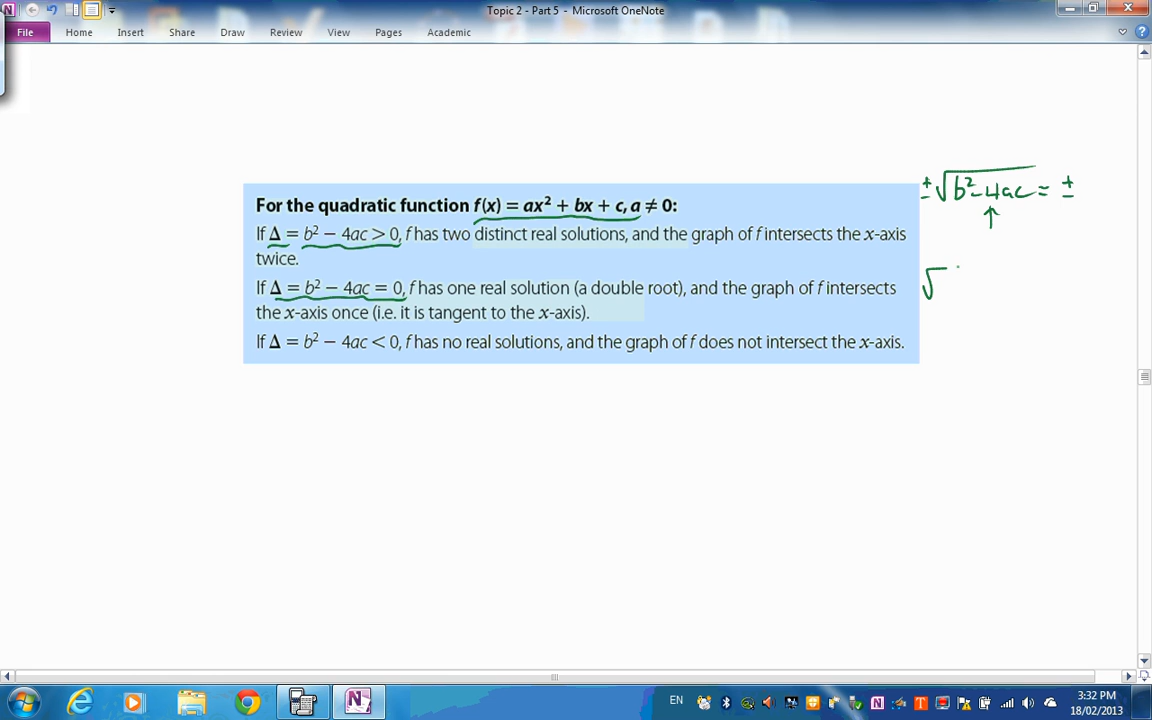 Topic 2 - Part 5 - Microsoft OneNote
File Home Insert Share Draw Review View Pages Academic
± √b² - 4ac = ±
For the quadratic function f(x) = ax² + bx + c, a ≠ 0:
If Δ = b² − 4ac > 0, f has two distinct real solutions, and the graph of f intersects the x-axis
twice.
If Δ = b² − 4ac = 0, f has one real solution (a double root), and the graph of f intersects
√
the x-axis once (i.e. it is tangent to the x-axis).
If Δ = b² − 4ac < 0, f has no real solutions, and the graph of f does not intersect the x-axis.
EN
3:32 PM
18/02/2013